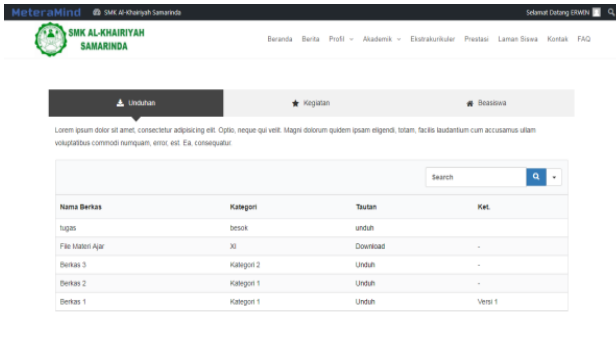 MeteraMind SMK Al-Khairiyah Samarinda Selamat Datang ERWIN
SMK AL-KHAIRIYAH
SAMARINDA
Beranda Berita Profil Akademik Ekstrakurikuler Prestasi Laman Siswa Kontak FAQ
Unduhan Kegiatan Beasiswa
Lorem ipsum dolor sit amet, consectetur adipisicing elit. Optio, neque qui velit. Magni dolorum quidem ipsam eligendi, totam, facilis laudantium cum accusamus ullam
voluptatibus commodi numquam, error, est. Ea, consequatur.
Search
Nama Berkas Kategori Tautan Ket.
tugas besok unduh
File Materi Ajar XI Download -
Berkas 3 Kategori 2 Unduh -
Berkas 2 Kategori 1 Unduh -
Berkas 1 Kategori 1 Unduh Versi 1